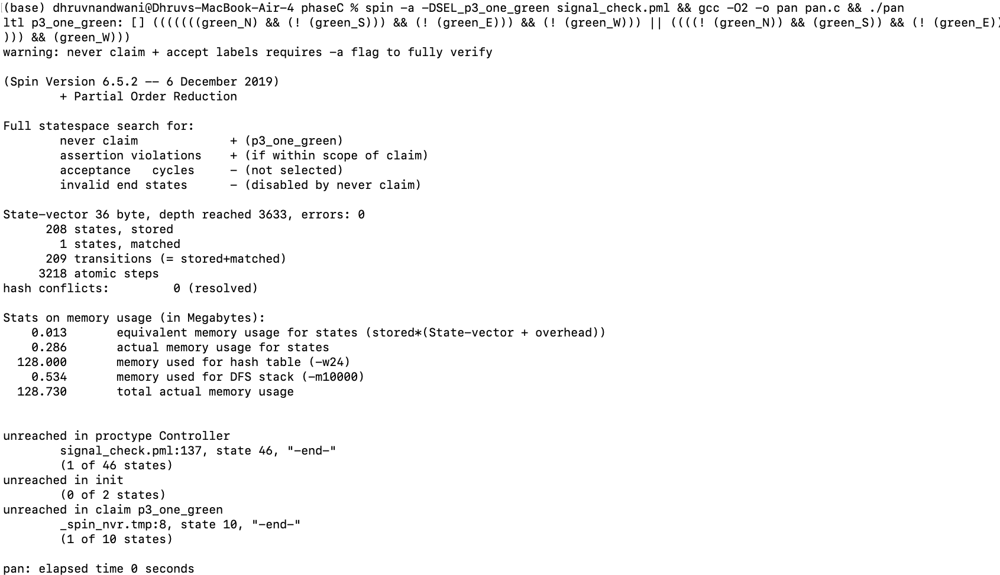 (base) dhruvnandwani@Dhruvs-MacBook-Air-4 phaseC % spin -a -DSEL_p3_one_green signal_check.pml && gcc -O2 -o pan pan.c && ./pan
ltl p3_one_green: [] (((((((green_N) && (! (green_S))) && (! (green_E))) && (! (green_W))) || ((((! (green_N)) && (green_S)) && (! (green_E))
))) && (green_W)))
warning: never claim + accept labels requires -a flag to fully verify

(Spin Version 6.5.2 -- 6 December 2019)
        + Partial Order Reduction

Full statespace search for:
        never claim             + (p3_one_green)
        assertion violations    + (if within scope of claim)
        acceptance   cycles     - (not selected)
        invalid end states      - (disabled by never claim)

State-vector 36 byte, depth reached 3633, errors: 0
      208 states, stored
        1 states, matched
      209 transitions (= stored+matched)
     3218 atomic steps
hash conflicts:         0 (resolved)

Stats on memory usage (in Megabytes):
    0.013       equivalent memory usage for states (stored*(State-vector + overhead))
    0.286       actual memory usage for states
  128.000       memory used for hash table (-w24)
    0.534       memory used for DFS stack (-m10000)
  128.730       total actual memory usage


unreached in proctype Controller
        signal_check.pml:137, state 46, "-end-"
        (1 of 46 states)
unreached in init
        (0 of 2 states)
unreached in claim p3_one_green
        _spin_nvr.tmp:8, state 10, "-end-"
        (1 of 10 states)

pan: elapsed time 0 seconds